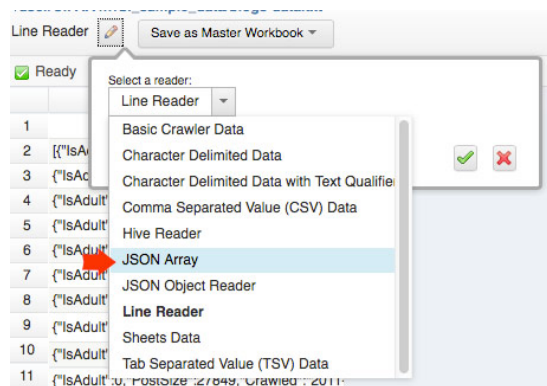 Line Reader
Save as Master Workbook
Ready
Select a reader:
Line Reader
Basic Crawler Data
Character Delimited Data
Character Delimited Data with Text Qualifier
Comma Separated Value (CSV) Data
Hive Reader
JSON Array
JSON Object Reader
Line Reader
Sheets Data
Tab Separated Value (TSV) Data
1
2 [{"IsA
3 {"IsAd
4 {"IsAdult"
5 {"IsAdult"
6 {"IsAdult"
7 {"IsAdult"
8 {"IsAdult"
9 {"IsAdult"
10 {"IsAdult"
11 {"IsAdult":0,"PostSize":27849,"Crawled":"2011-